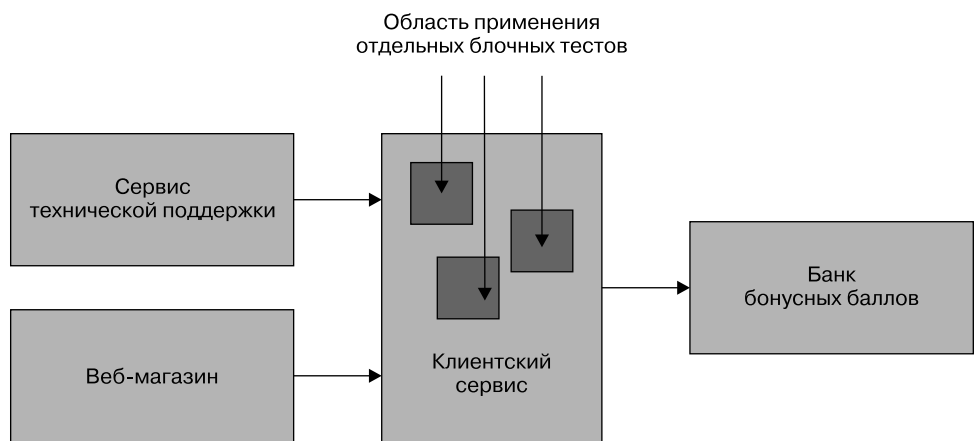 Область применения
отдельных блочных тестов
Сервис
технической поддержки
Веб-магазин
Клиентский
сервис
Банк
бонусных баллов